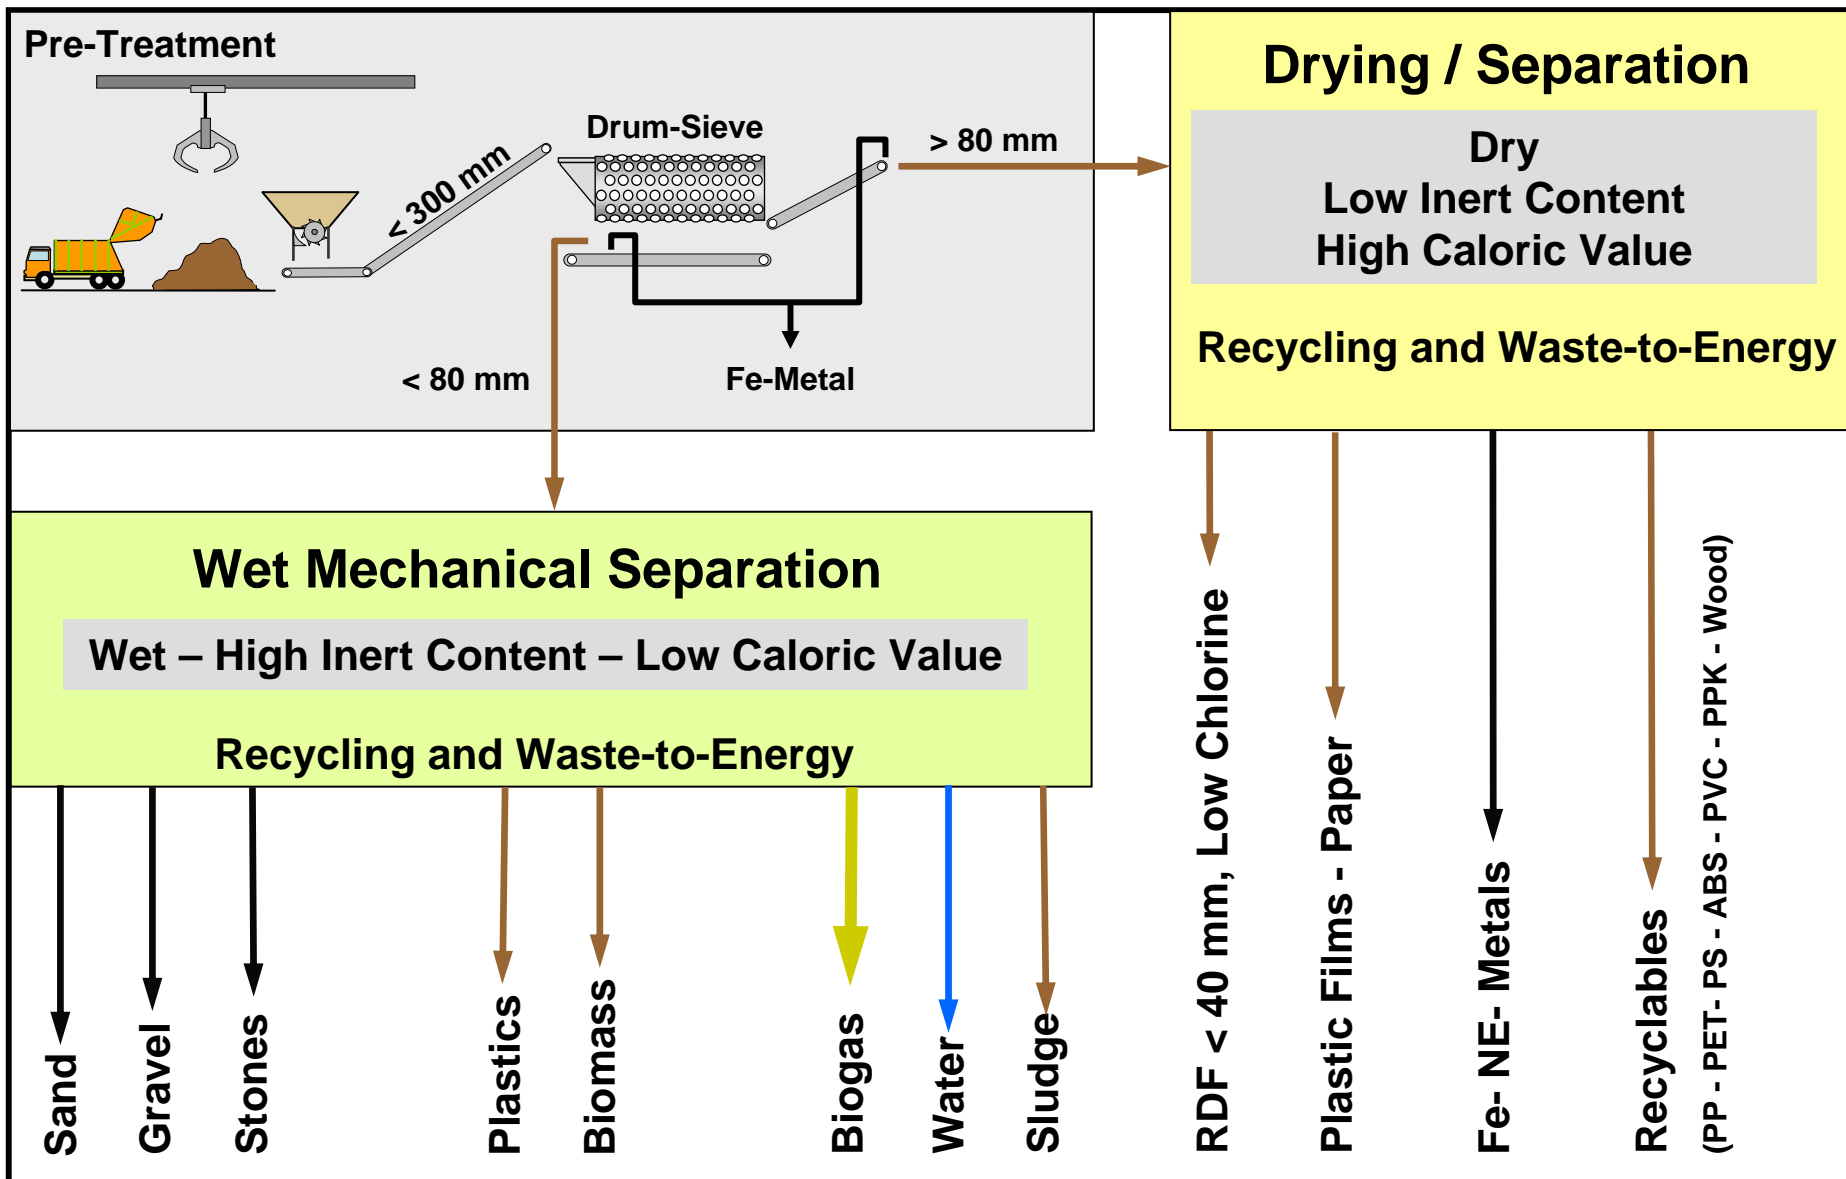 Pre-Treatment
Drum-Sieve
< 300 mm
> 80 mm
< 80 mm
Fe-Metal
Drying / Separation
Dry
Low Inert Content
High Caloric Value
Recycling and Waste-to-Energy
Wet Mechanical Separation
Wet – High Inert Content – Low Caloric Value
Recycling and Waste-to-Energy
Sand
Gravel
Stones
Plastics
Biomass
Biogas
Water
Sludge
RDF < 40 mm, Low Chlorine
Plastic Films - Paper
Fe- NE- Metals
Recyclables
(PP - PET- PS - ABS - PVC - PPK - Wood)